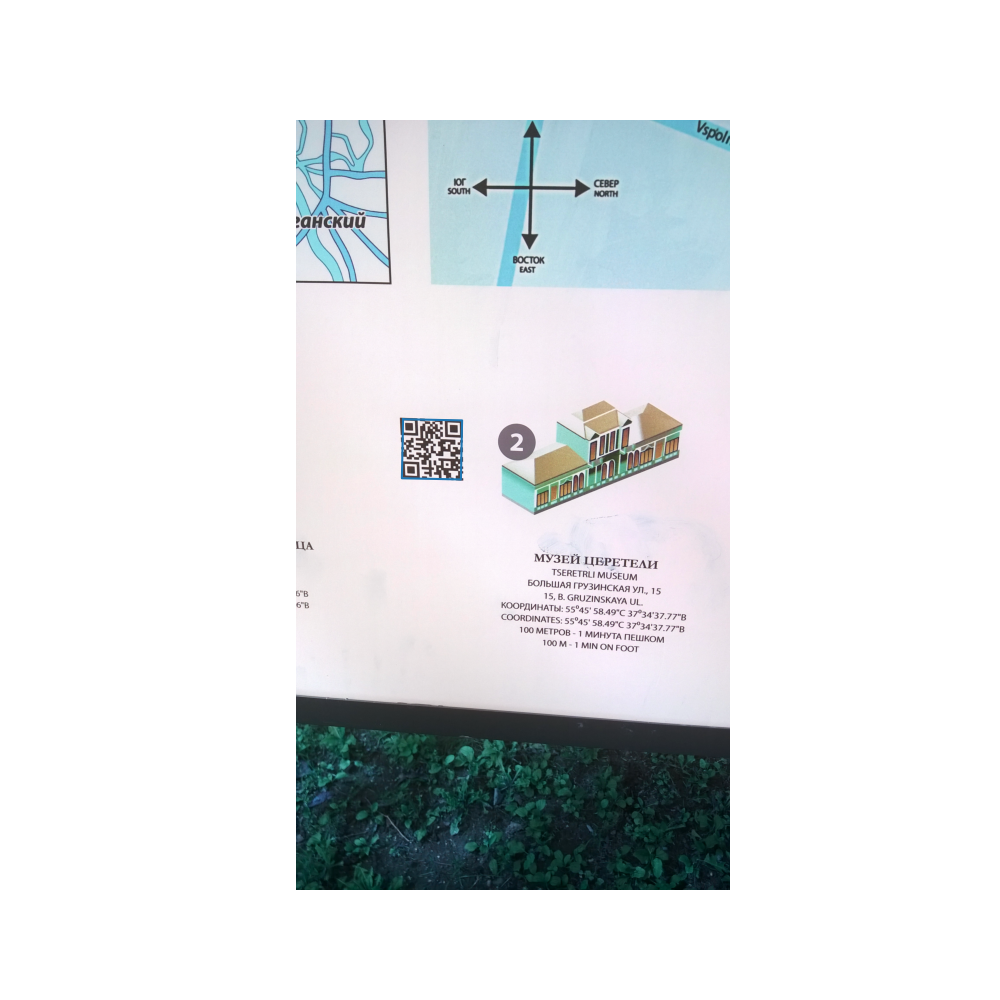 Vspol
ЮГ
SOUTH
СЕВЕР
NORTH
анский
ВОСТОК
EAST
2
ЦА
6"В
6"В
МУЗЕЙ ЦЕРЕТЕЛИ
TSERETRLI MUSEUM
БОЛЬШАЯ ГРУЗИНСКАЯ УЛ., 15
15, B. GRUZINSKAYA UL.
КООРДИНАТЫ: 55°45' 58.49"С 37°34'37.77"В
COORDINATES: 55°45' 58.49"C 37°34'37.77"B
100 МЕТРОВ - 1 МИНУТА ПЕШКОМ
100 M - 1 MIN ON FOOT